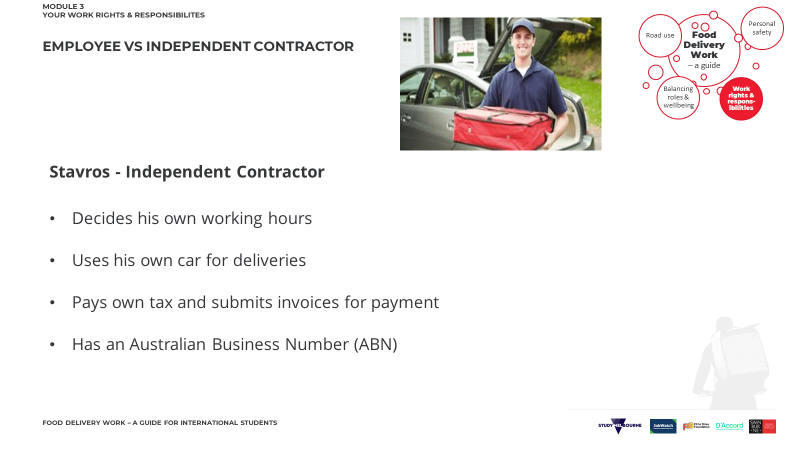 MODULE 3
YOUR WORK RIGHTS & RESPONSIBILITES
EMPLOYEE VS INDEPENDENT CONTRACTOR
Road use
Food
Delivery
Work
– a guide
Personal
safety
Balancing
roles &
wellbeing
Work
rights &
respons-
ibilities
Stavros - Independent Contractor
• Decides his own working hours
• Uses his own car for deliveries
• Pays own tax and submits invoices for payment
• Has an Australian Business Number (ABN)
FOOD DELIVERY WORK – A GUIDE FOR INTERNATIONAL STUDENTS
STUDY MELBOURNE
JobWatch
D'Accord